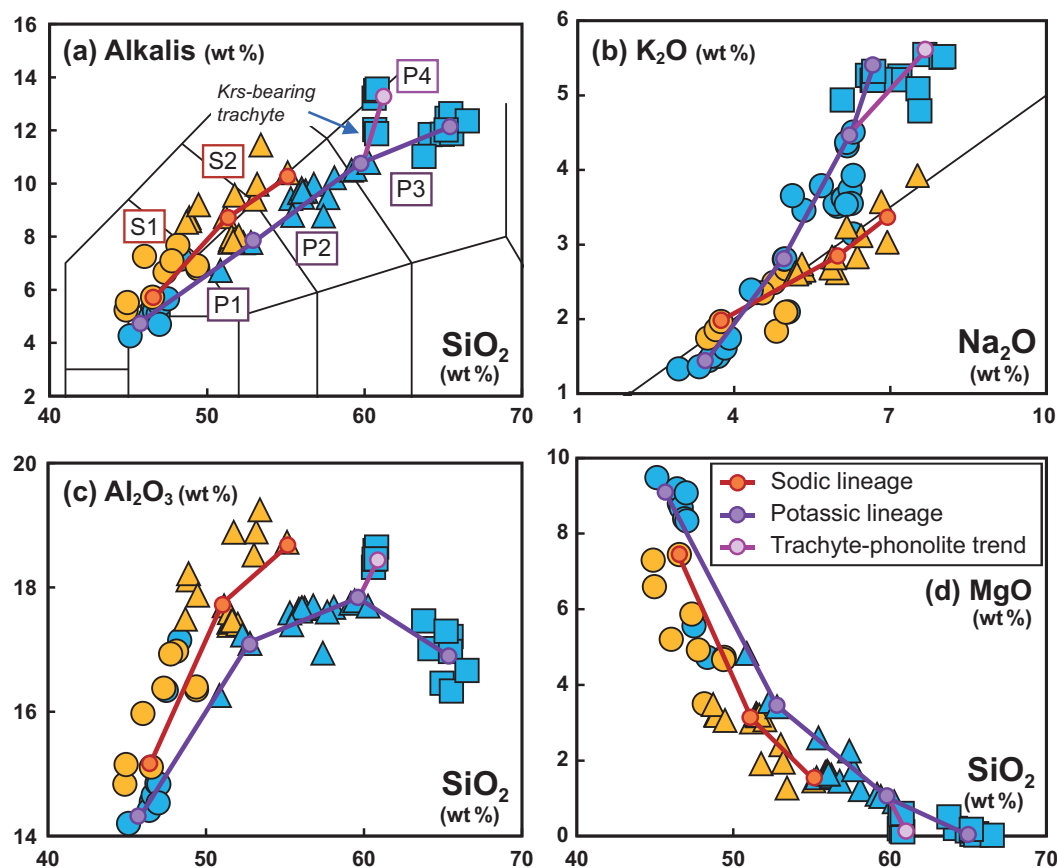 (a) Alkalis (wt %)
16
14
12
10
8
6
4
2
40
50
60
70
Krs-bearing
trachyte
S1
S2
P1
P2
P3
P4
SiO2
(wt %)
(b) K2O (wt %)
6
5
4
3
2
1
1
4
7
10
Na2O
(wt %)
(c) Al2O3 (wt %)
20
18
16
14
40
50
60
70
SiO2
(wt %)
10
8
6
4
2
0
40
50
60
70
Sodic lineage
Potassic lineage
Trachyte-phonolite trend
(d) MgO
(wt %)
SiO2
(wt %)